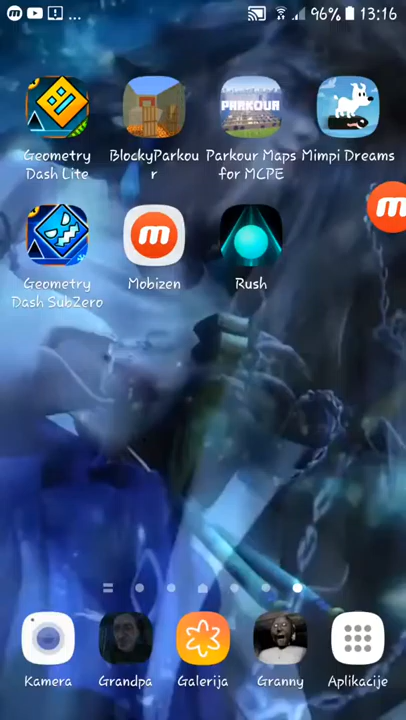 96% 13:16
PARKOUR
Geometry Dash Lite
BlockyParkour
Parkour Maps for MCPE
Mimpi Dreams
Geometry Dash SubZero
Mobizen
Rush
Kamera
Grandpa
Galerija
Granny
Aplikacije